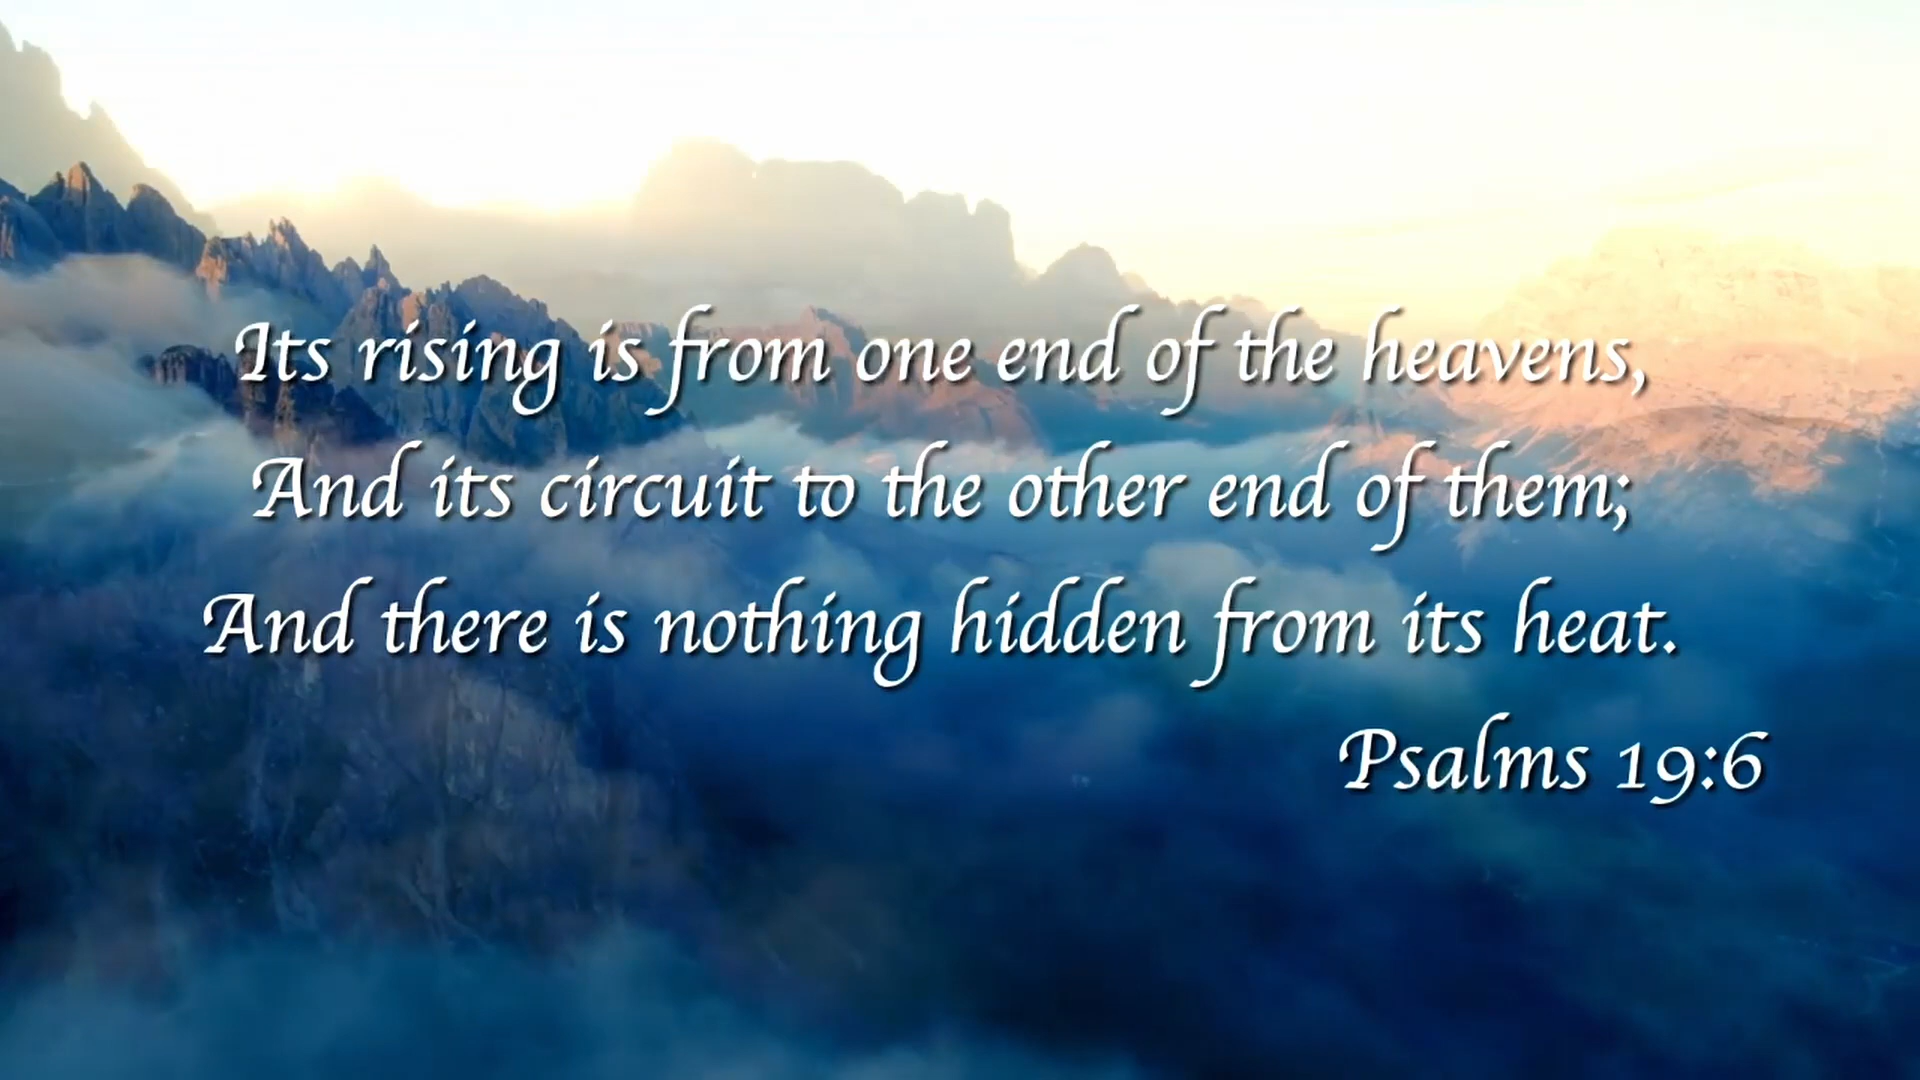 Its rising is from one end of the heavens,
And its circuit to the other end of them;
And there is nothing hidden from its heat.
Psalms 19:6